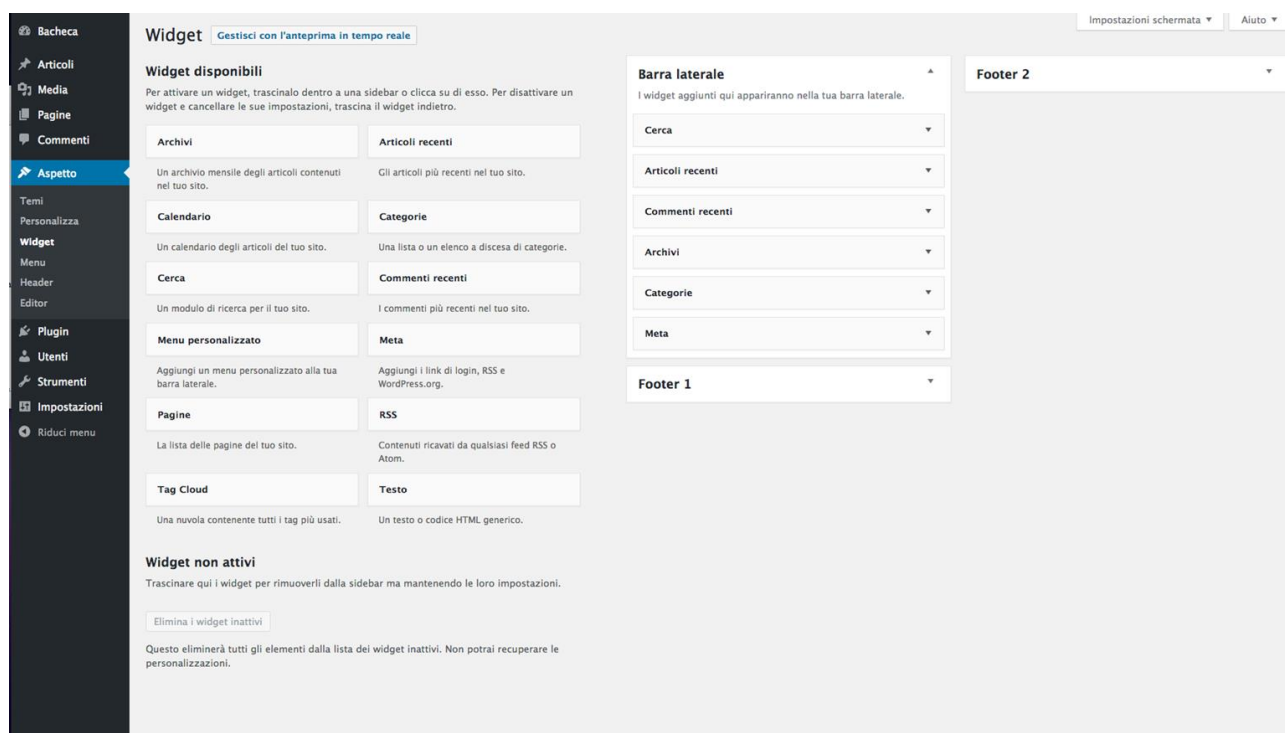 Bacheca
Articoli
Media
Pagine
Commenti
Aspetto
Temi
Personalizza
Widget
Menu
Header
Editor
Plugin
Utenti
Strumenti
Impostazioni
Riduci menu
Impostazioni schermata
Aiuto
Widget
Gestisci con l'anteprima in tempo reale
Widget disponibili
Per attivare un widget, trascinalo dentro a una sidebar o clicca su di esso. Per disattivare un
widget e cancellare le sue impostazioni, trascina il widget indietro.
Archivi
Un archivio mensile degli articoli contenuti
nel tuo sito.
Articoli recenti
Gli articoli più recenti nel tuo sito.
Calendario
Un calendario degli articoli del tuo sito.
Categorie
Una lista o un elenco a discesa di categorie.
Cerca
Un modulo di ricerca per il tuo sito.
Commenti recenti
I commenti più recenti nel tuo sito.
Menu personalizzato
Aggiungi un menu personalizzato alla tua
barra laterale.
Meta
Aggiungi i link di login, RSS e
WordPress.org.
Pagine
La lista delle pagine del tuo sito.
RSS
Contenuti ricavati da qualsiasi feed RSS o
Atom.
Tag Cloud
Una nuvola contenente tutti i tag più usati.
Testo
Un testo o codice HTML generico.
Widget non attivi
Trascinare qui i widget per rimuoverli dalla sidebar ma mantenendo le loro impostazioni.
Elimina i widget inattivi
Questo eliminerà tutti gli elementi dalla lista dei widget inattivi. Non potrai recuperare le
personalizzazioni.
Barra laterale
I widget aggiunti qui appariranno nella tua barra laterale.
Cerca
Articoli recenti
Commenti recenti
Archivi
Categorie
Meta
Footer 1
Footer 2